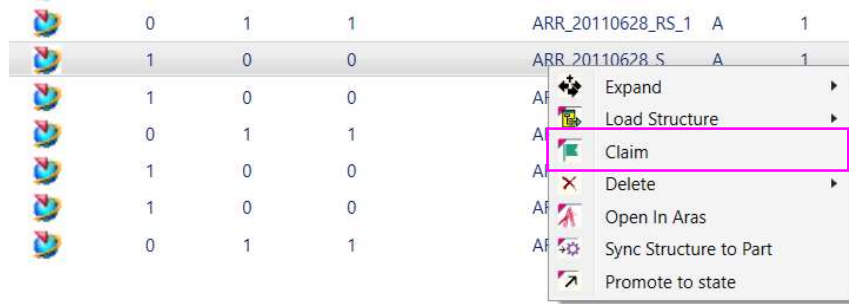 0 1 1 ARR_20110628_RS_1 A 1
1 0 0 ARR_20110628_S A 1
1 0 0
Expand
0 1 1
Load Structure
Claim
1 0 0
Delete
1 0 0
Open In Aras
0 1 1
Sync Structure to Part
Promote to state